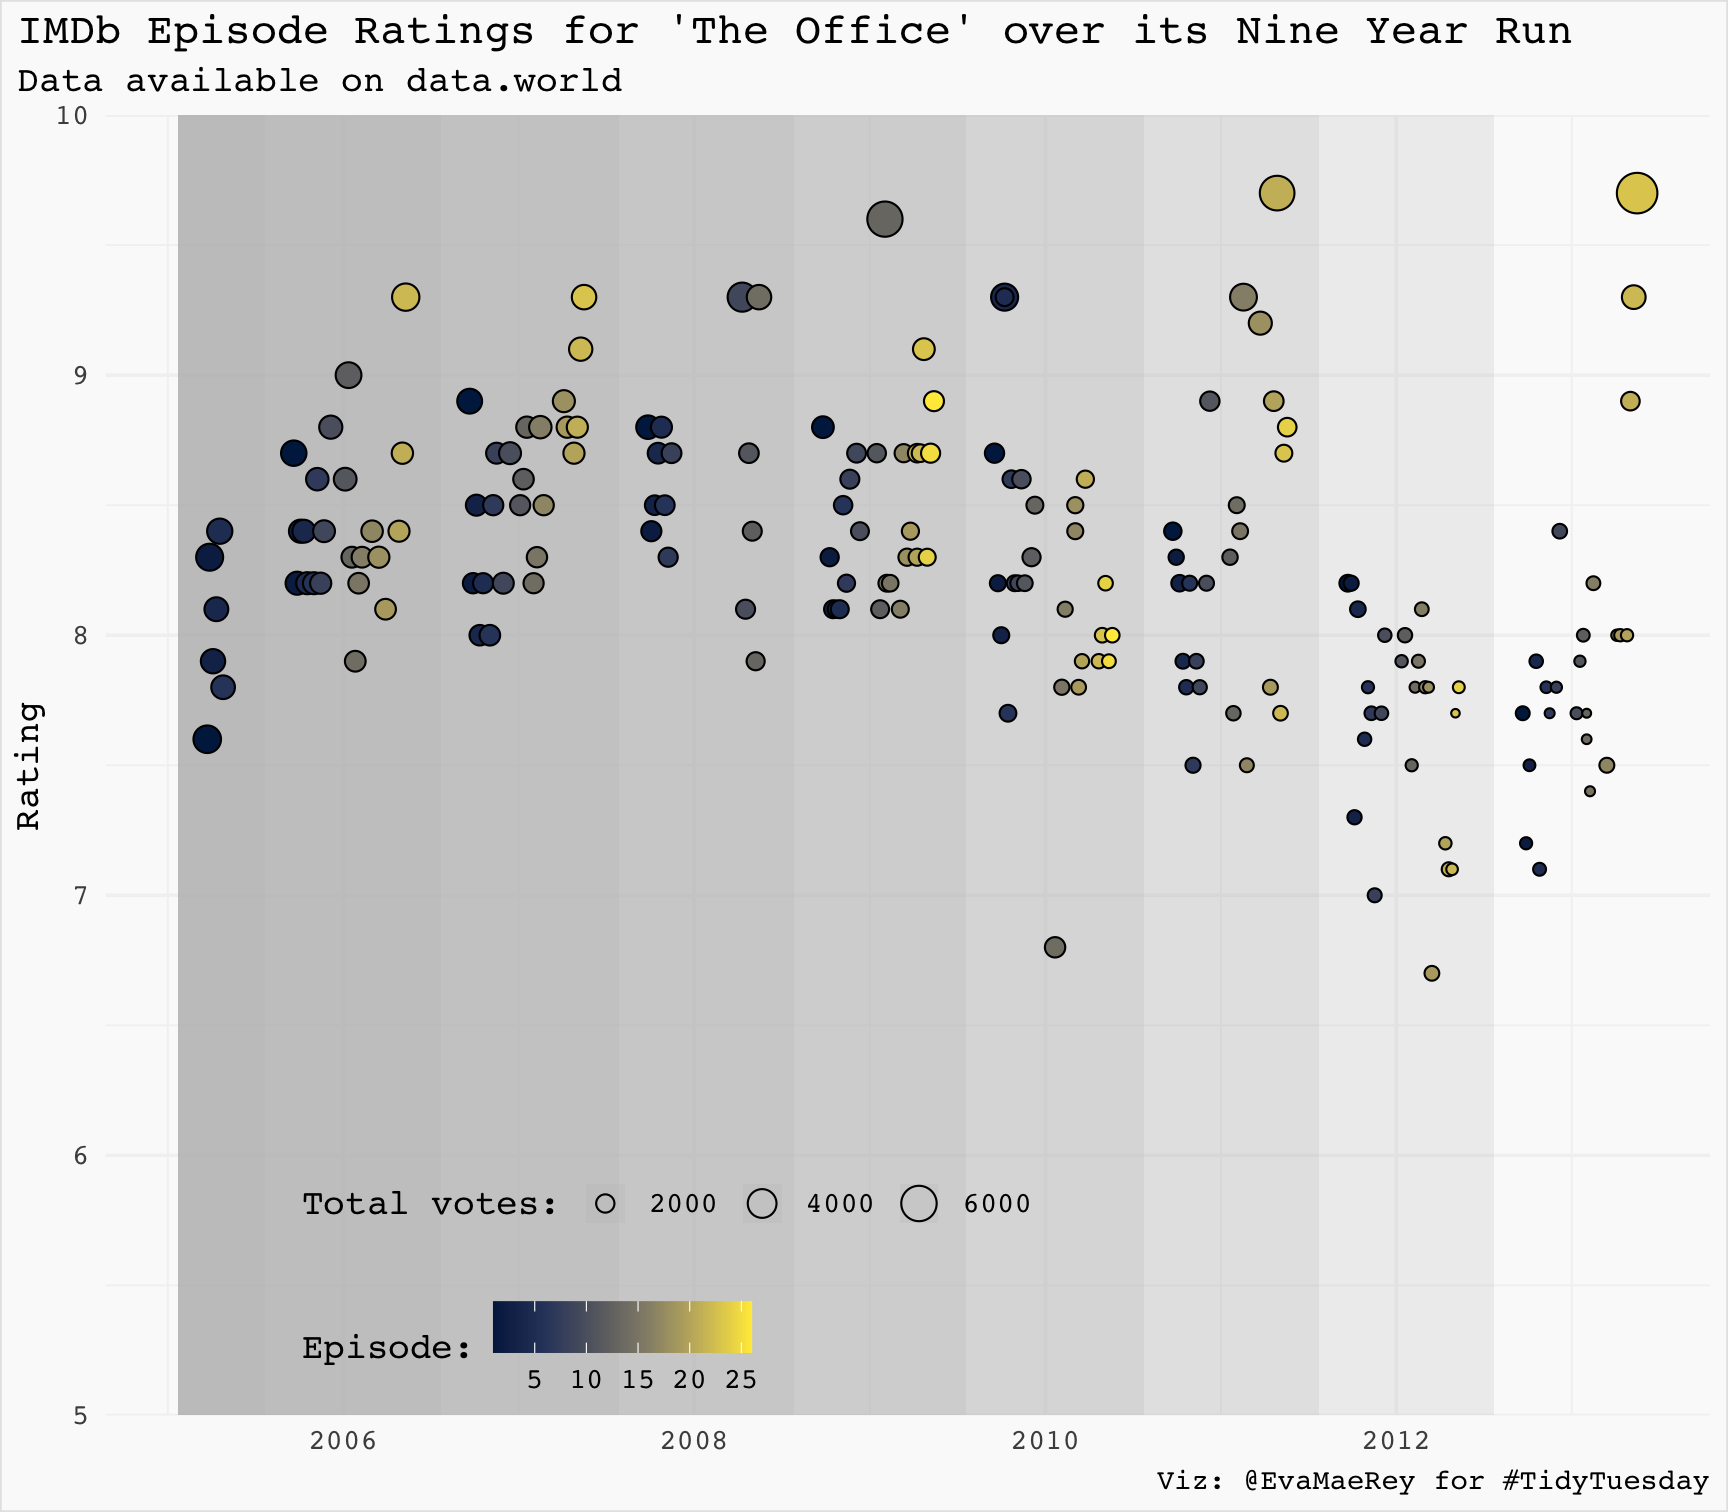 IMDb Episode Ratings for 'The Office' over its Nine Year Run
Data available on data.world
10
9
8
7
6
5
Rating
Total votes: 2000 4000 6000
Episode:
5 10 15 20 25
2006 2008 2010 2012
Viz: @EvaMaeRey for #TidyTuesday